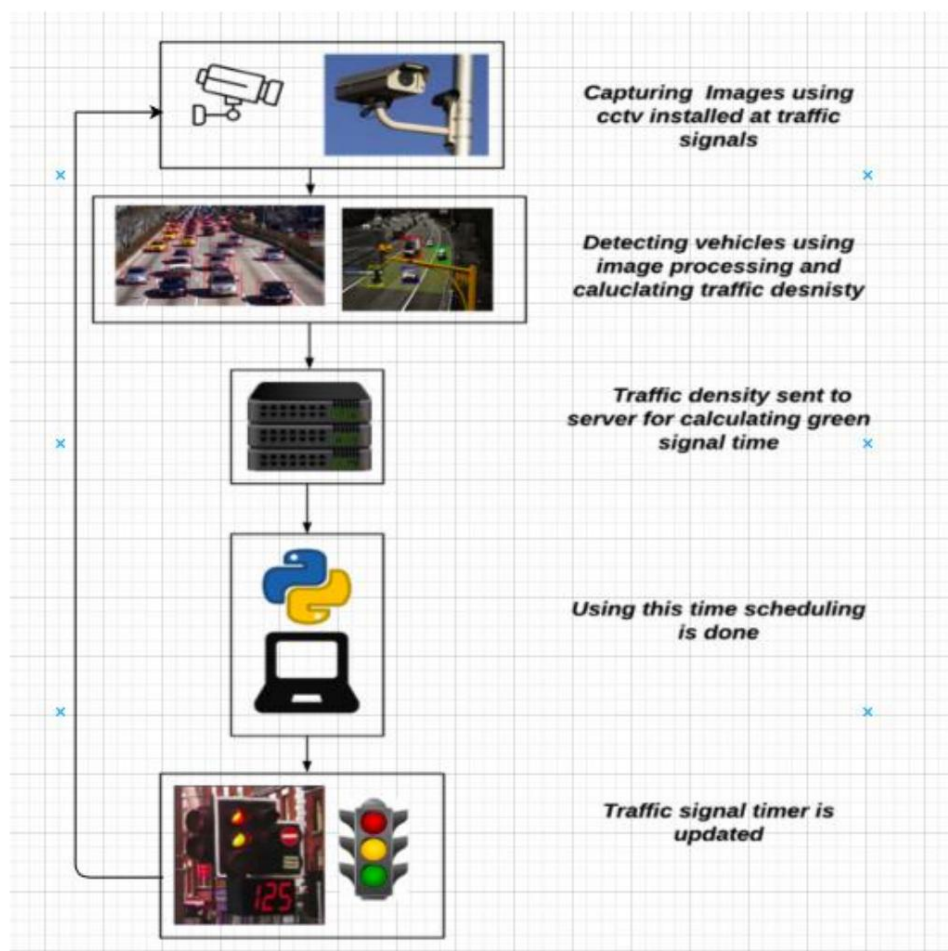 Capturing Images using
cctv installed at traffic
signals
Detecting vehicles using
image processing and
caluclating traffic desnisty
Traffic density sent to
server for calculating green
signal time
Using this time scheduling
is done
Traffic signal timer is
updated
125